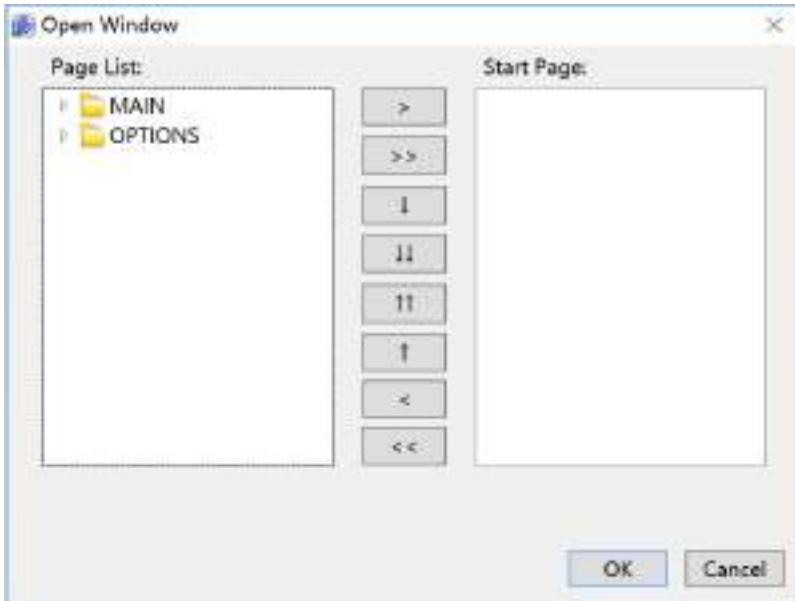 Open Window
Page List:
Start Page:
MAIN
OPTIONS
>
>>
↓
↓↓
↑↑
↑
<
<<
OK
Cancel